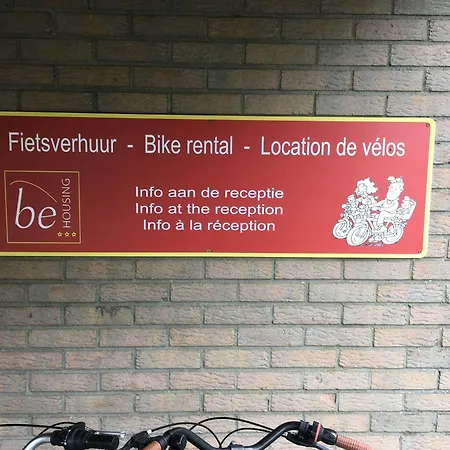 Fietsverhuur - Bike rental - Location de vélos
be
HOUSING
Info aan de receptie
Info at the reception
Info à la réception